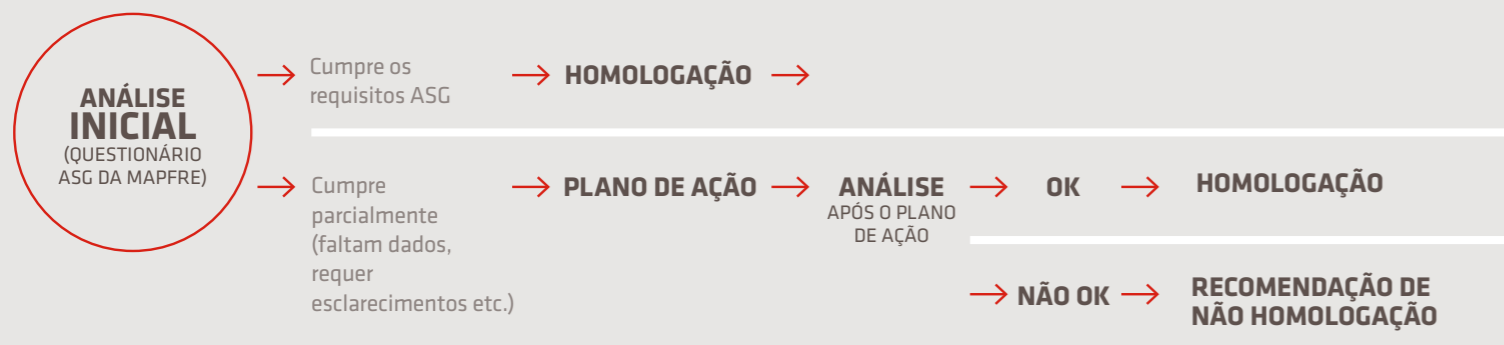 ANÁLISE
INICIAL
(QUESTIONÁRIO
ASG DA MAPFRE)
Cumpre os
requisitos ASG
HOMOLOGAÇÃO
Cumpre
parcialmente
(faltam dados,
requer
esclarecimentos etc.)
PLANO DE AÇÃO
ANÁLISE
APÓS O PLANO
DE AÇÃO
OK
HOMOLOGAÇÃO
NÃO OK
RECOMENDAÇÃO DE
NÃO HOMOLOGAÇÃO